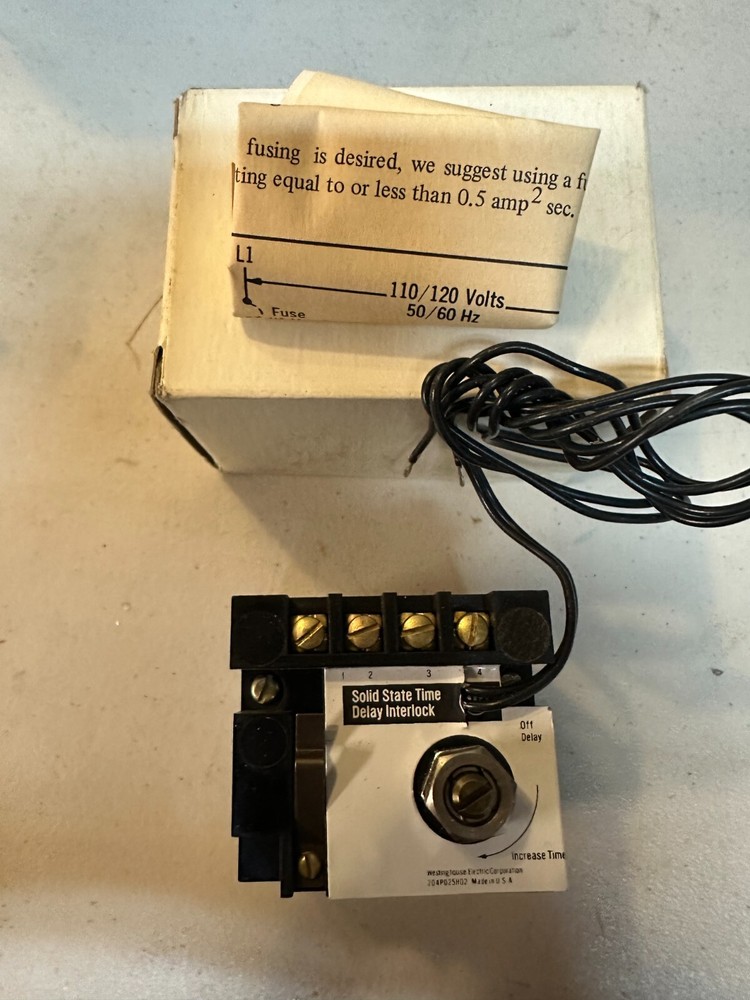 fusing is desired, we suggest using a fu
ting equal to or less than 0.5 amp2 sec.
L1
110/120 Volts
50/60 Hz
Fuse
1 2 3 4
Solid State Time
Delay Interlock
Off
Delay
Increase Time
Westinghouse Electric Corporation
Made in U S A